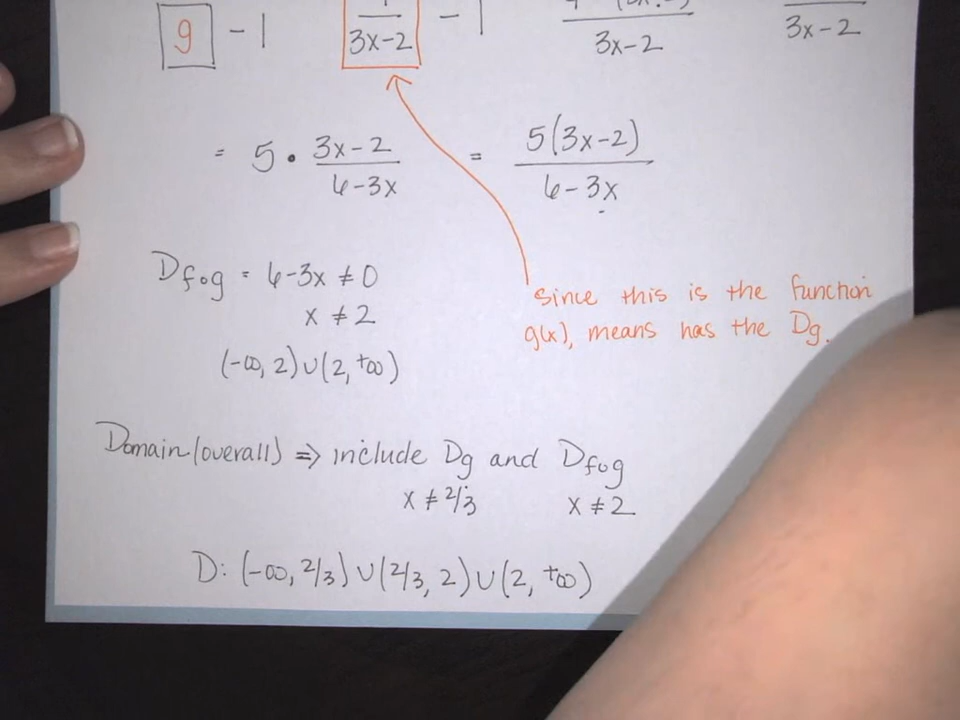 g - 1   3x-2 - 1   3x-2   3x-2
= 5 • (3x-2)/(6-3x) = 5(3x-2)/(6-3x)
Dfog = 6-3x ≠ 0
x ≠ 2
(-∞, 2) ∪ (2, +∞)
since this is the function
g(x), means has the Dg.
Domain (overall) ⇒ include Dg and Dfog
x ≠ 2/3   x ≠ 2
D: (-∞, 2/3) ∪ (2/3, 2) ∪ (2, +∞)